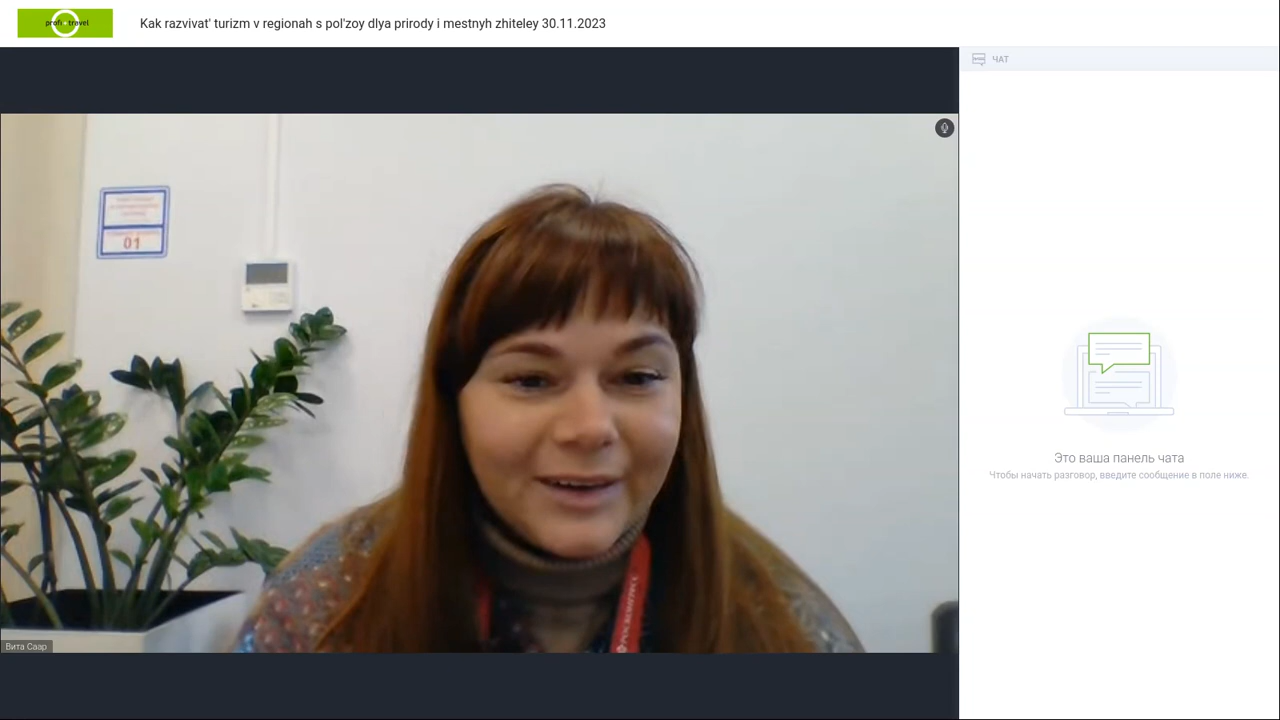 profi travel
Kak razvivat' turizm v regionah s pol'zoy dlya prirody i mestnyh zhiteley 30.11.2023
ЧАТ
01
Это ваша панель чата
Чтобы начать разговор, введите сообщение в поле ниже.
РОСКОНГРЕСС
Вита Саар